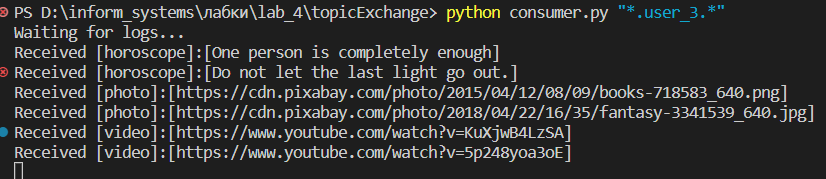 PS D:\inform_systems\лабки\lab_4\topicExchange> python consumer.py "*.user_3.*"
Waiting for logs...
Received [horoscope]:[One person is completely enough]
Received [horoscope]:[Do not let the last light go out.]
Received [photo]:[https://cdn.pixabay.com/photo/2015/04/12/08/09/books-718583_640.png]
Received [photo]:[https://cdn.pixabay.com/photo/2018/04/22/16/35/fantasy-3341539_640.jpg]
Received [video]:[https://www.youtube.com/watch?v=KuXjwB4LzSA]
Received [video]:[https://www.youtube.com/watch?v=5p248yoa3oE]